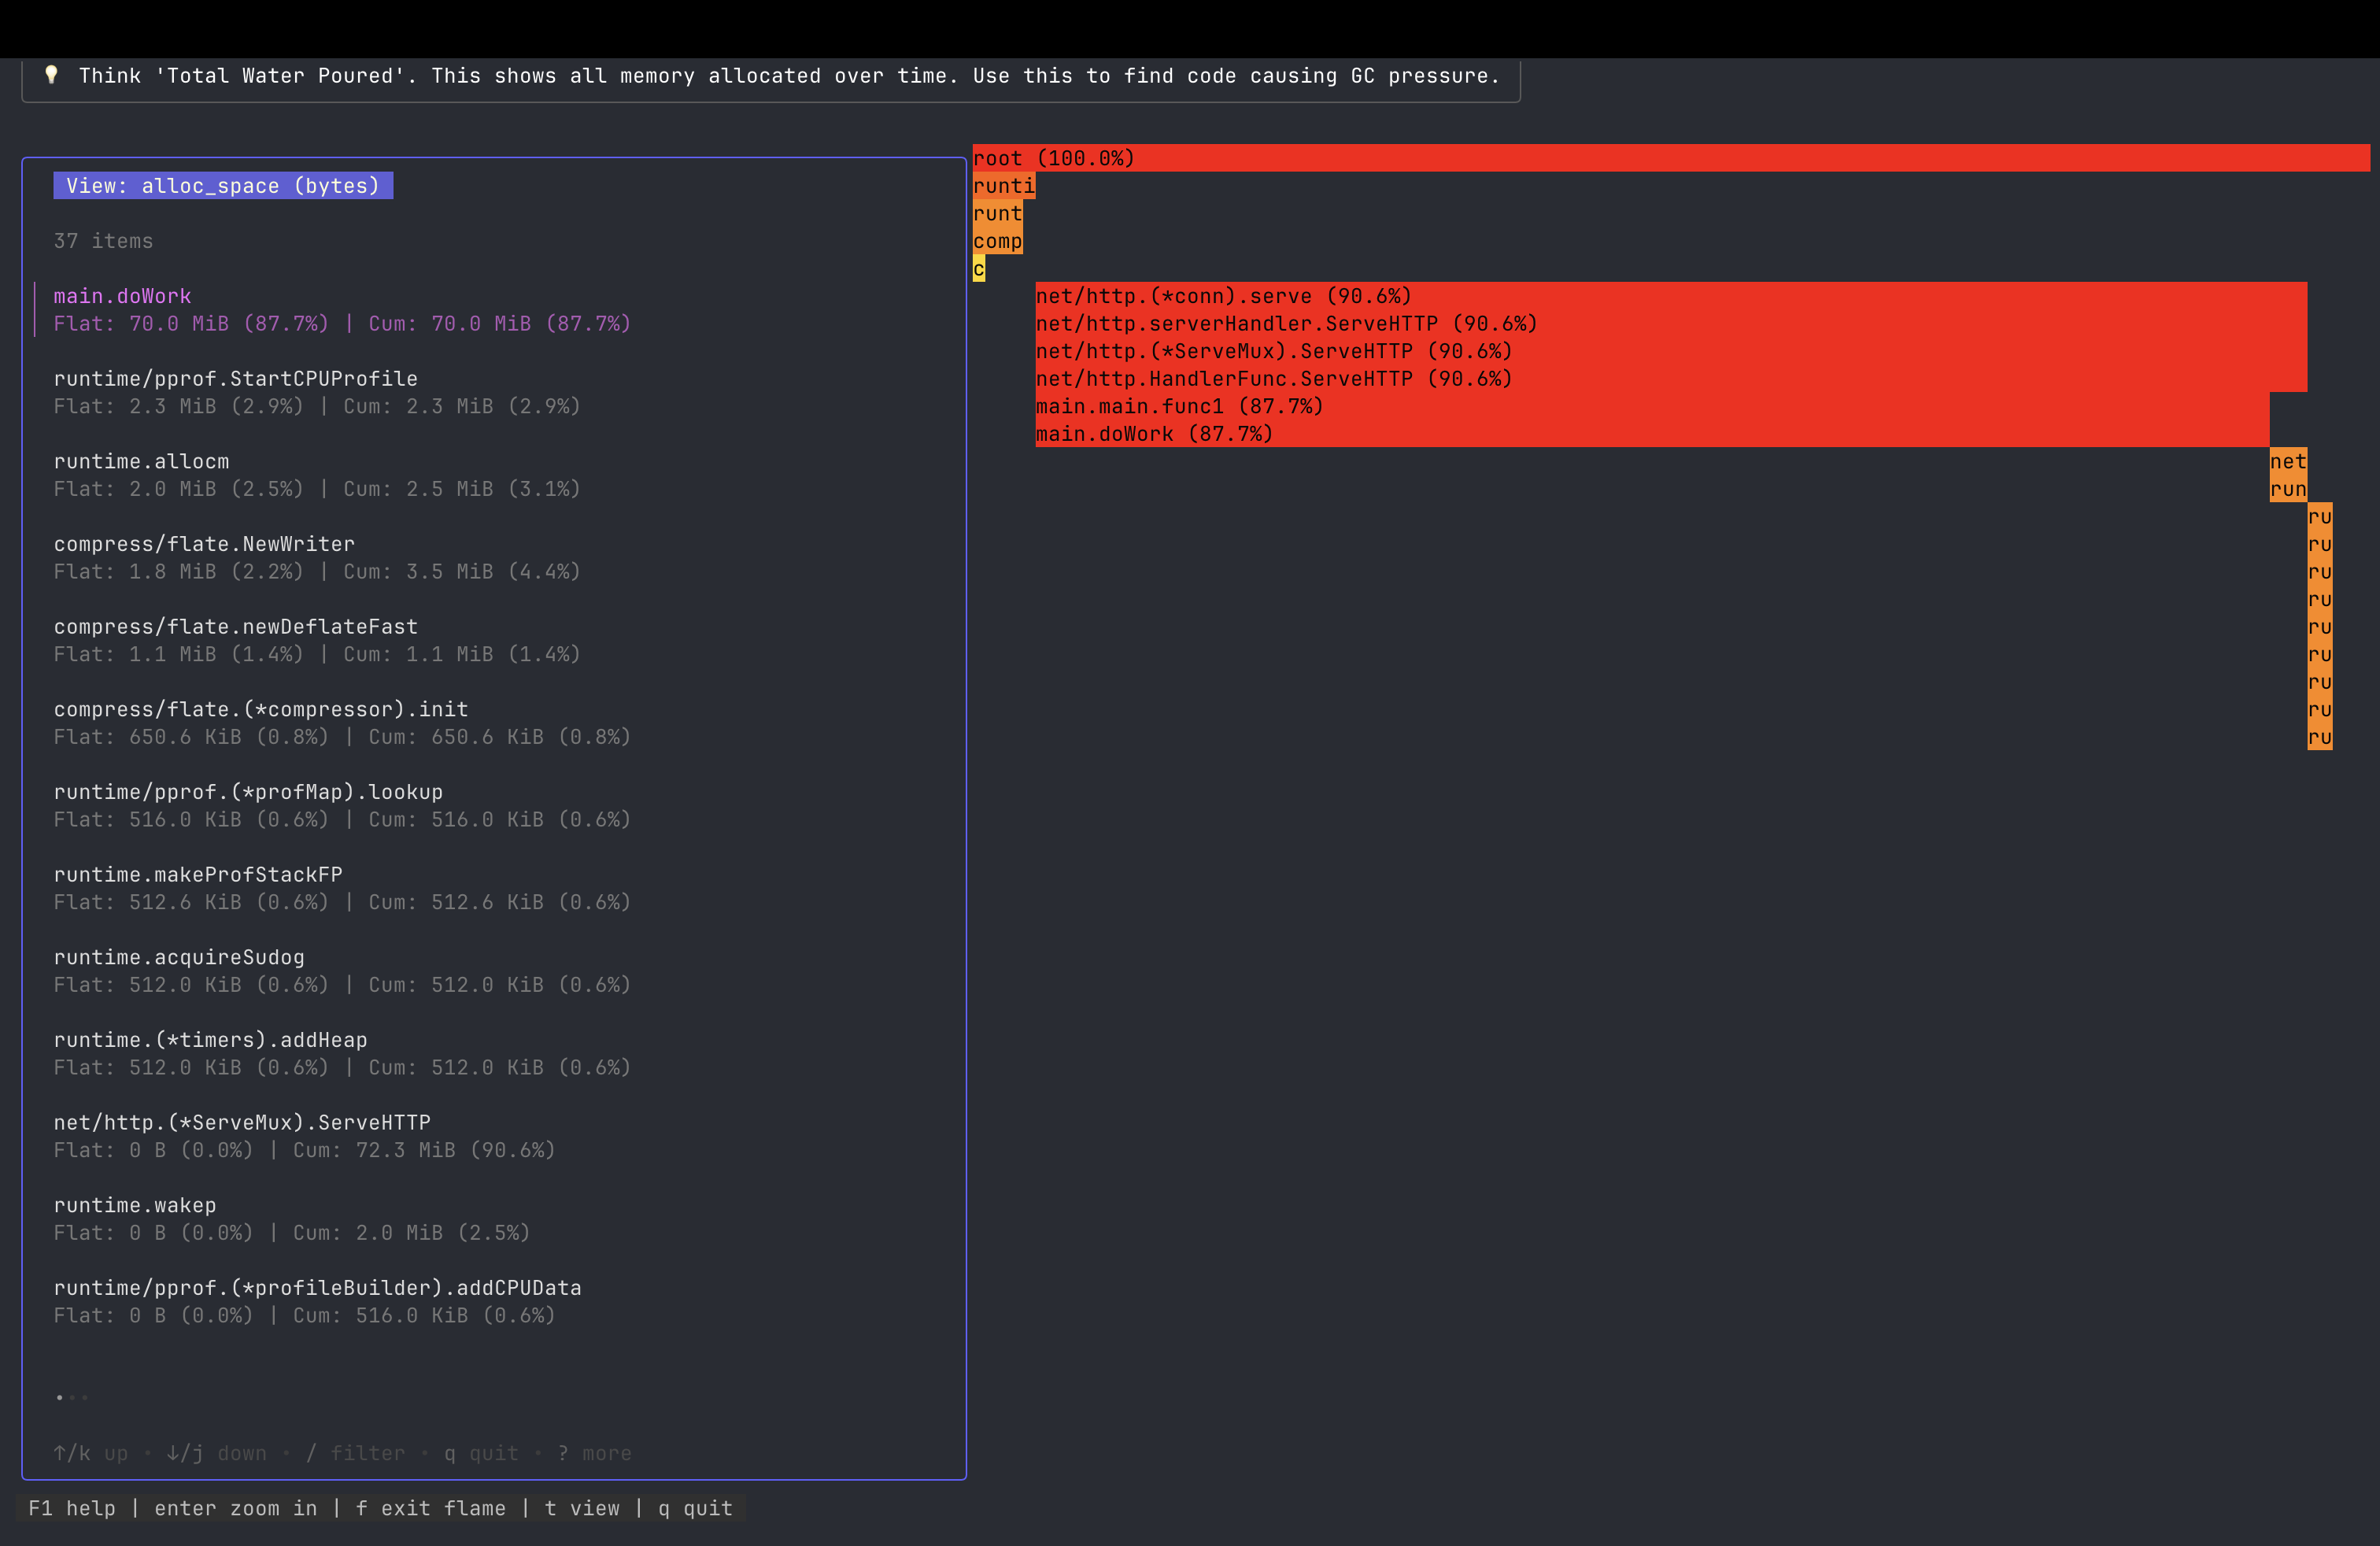 💡 Think 'Total Water Poured'. This shows all memory allocated over time. Use this to find code causing GC pressure.
View: alloc_space (bytes)
37 items
main.doWork
Flat: 70.0 MiB (87.7%) | Cum: 70.0 MiB (87.7%)
runtime/pprof.StartCPUProfile
Flat: 2.3 MiB (2.9%) | Cum: 2.3 MiB (2.9%)
runtime.allocm
Flat: 2.0 MiB (2.5%) | Cum: 2.5 MiB (3.1%)
compress/flate.NewWriter
Flat: 1.8 MiB (2.2%) | Cum: 3.5 MiB (4.4%)
compress/flate.newDeflateFast
Flat: 1.1 MiB (1.4%) | Cum: 1.1 MiB (1.4%)
compress/flate.(*compressor).init
Flat: 650.6 KiB (0.8%) | Cum: 650.6 KiB (0.8%)
runtime/pprof.(*profMap).lookup
Flat: 516.0 KiB (0.6%) | Cum: 516.0 KiB (0.6%)
runtime.makeProfStackFP
Flat: 512.6 KiB (0.6%) | Cum: 512.6 KiB (0.6%)
runtime.acquireSudog
Flat: 512.0 KiB (0.6%) | Cum: 512.0 KiB (0.6%)
runtime.(*timers).addHeap
Flat: 512.0 KiB (0.6%) | Cum: 512.0 KiB (0.6%)
net/http.(*ServeMux).ServeHTTP
Flat: 0 B (0.0%) | Cum: 72.3 MiB (90.6%)
runtime.wakep
Flat: 0 B (0.0%) | Cum: 2.0 MiB (2.5%)
runtime/pprof.(*profileBuilder).addCPUData
Flat: 0 B (0.0%) | Cum: 516.0 KiB (0.6%)
•••
↑/k up • ↓/j down • / filter • q quit • ? more
root (100.0%)
runti
runt
comp
c
net/http.(*conn).serve (90.6%)
net/http.serverHandler.ServeHTTP (90.6%)
net/http.(*ServeMux).ServeHTTP (90.6%)
net/http.HandlerFunc.ServeHTTP (90.6%)
main.main.func1 (87.7%)
main.doWork (87.7%)
net
run
ru
ru
ru
ru
ru
ru
ru
ru
ru
F1 help | enter zoom in | f exit flame | t view | q quit